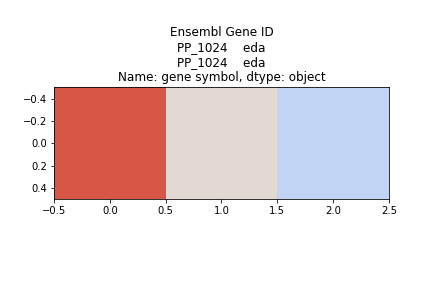 Ensembl Gene ID
PP_1024 eda
PP_1024 eda
Name: gene symbol, dtype: object
−0.4
−0.2
0.0
0.2
0.4
−0.5 0.0 0.5 1.0 1.5 2.0 2.5